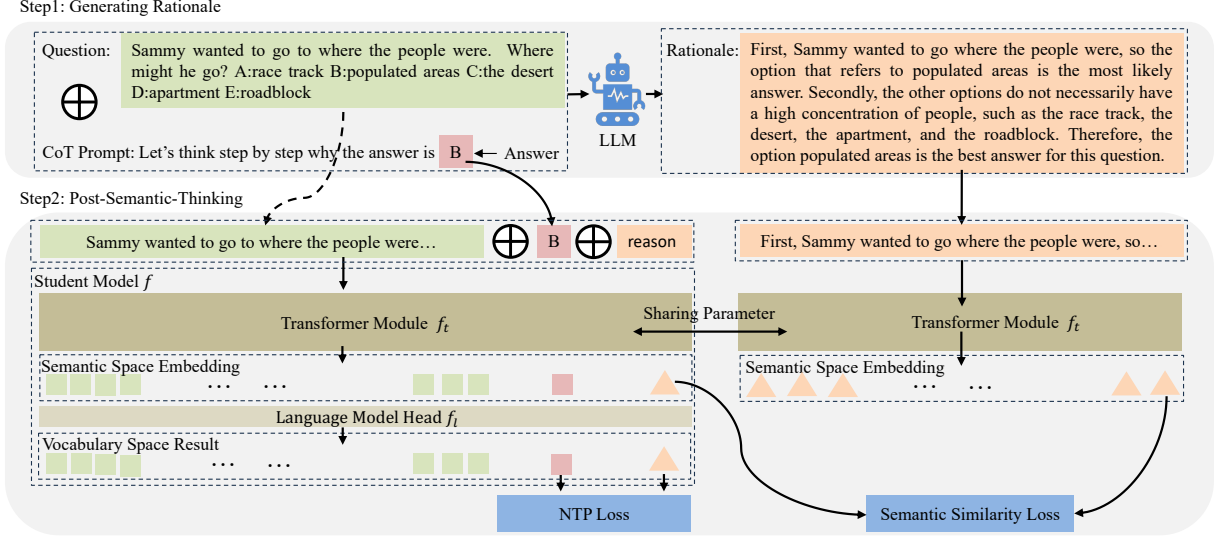 Step1: Generating Rationale
Question:
Sammy wanted to go to where the people were. Where
might he go? A:race track B:populated areas C:the desert
D:apartment E:roadblock
CoT Prompt: Let's think step by step why the answer is
B
Answer
LLM
Rationale:
First, Sammy wanted to go where the people were, so the
option that refers to populated areas is the most likely
answer. Secondly, the other options do not necessarily have
a high concentration of people, such as the race track, the
desert, the apartment, and the roadblock. Therefore, the
option populated areas is the best answer for this question.
Step2: Post-Semantic-Thinking
Sammy wanted to go to where the people were…
B
reason
First, Sammy wanted to go where the people were, so…
Student Model f
Transformer Module fₜ
Sharing Parameter
Transformer Module fₜ
Semantic Space Embedding
… …
Semantic Space Embedding
… …
Language Model Head fₗ
Vocabulary Space Result
… …
NTP Loss
Semantic Similarity Loss